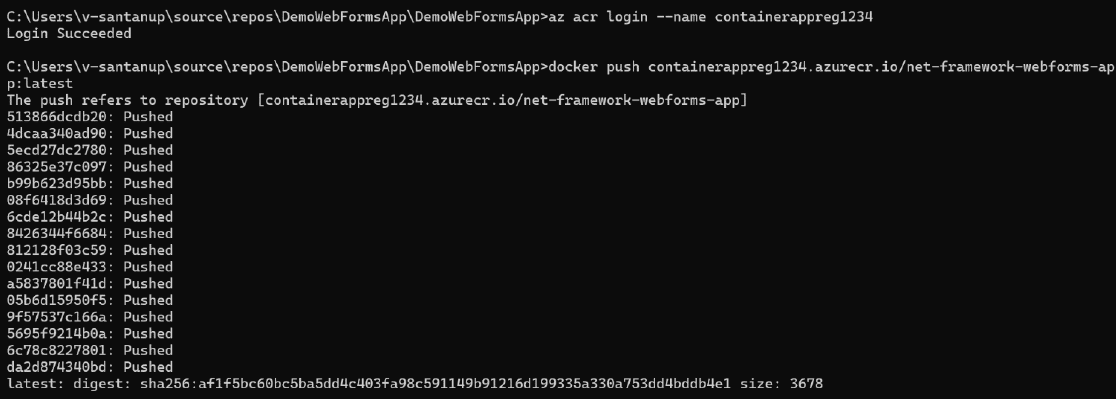 C:\Users\v-santanup\source\repos\DemoWebFormsApp\DemoWebFormsApp>az acr login --name containerappreg1234
Login Succeeded
C:\Users\v-santanup\source\repos\DemoWebFormsApp\DemoWebFormsApp>docker push containerappreg1234.azurecr.io/net-framework-webforms-ap
p:latest
The push refers to repository [containerappreg1234.azurecr.io/net-framework-webforms-app]
513866dcdb20: Pushed
4dcaa340ad90: Pushed
5ecd27dc2780: Pushed
86325e37c097: Pushed
b99b623d95bb: Pushed
08f6418d3d69: Pushed
6cde12b44b2c: Pushed
8426344f6684: Pushed
812128f03c59: Pushed
0241cc88e433: Pushed
a5837801f41d: Pushed
05b6d15950f5: Pushed
9f57537c166a: Pushed
5695f9214b0a: Pushed
6c78c8227801: Pushed
da2d874340bd: Pushed
latest: digest: sha256:af1f5bc60bc5ba5dd4c403fa98c591149b91216d199335a330a753dd4bddb4e1 size: 3678